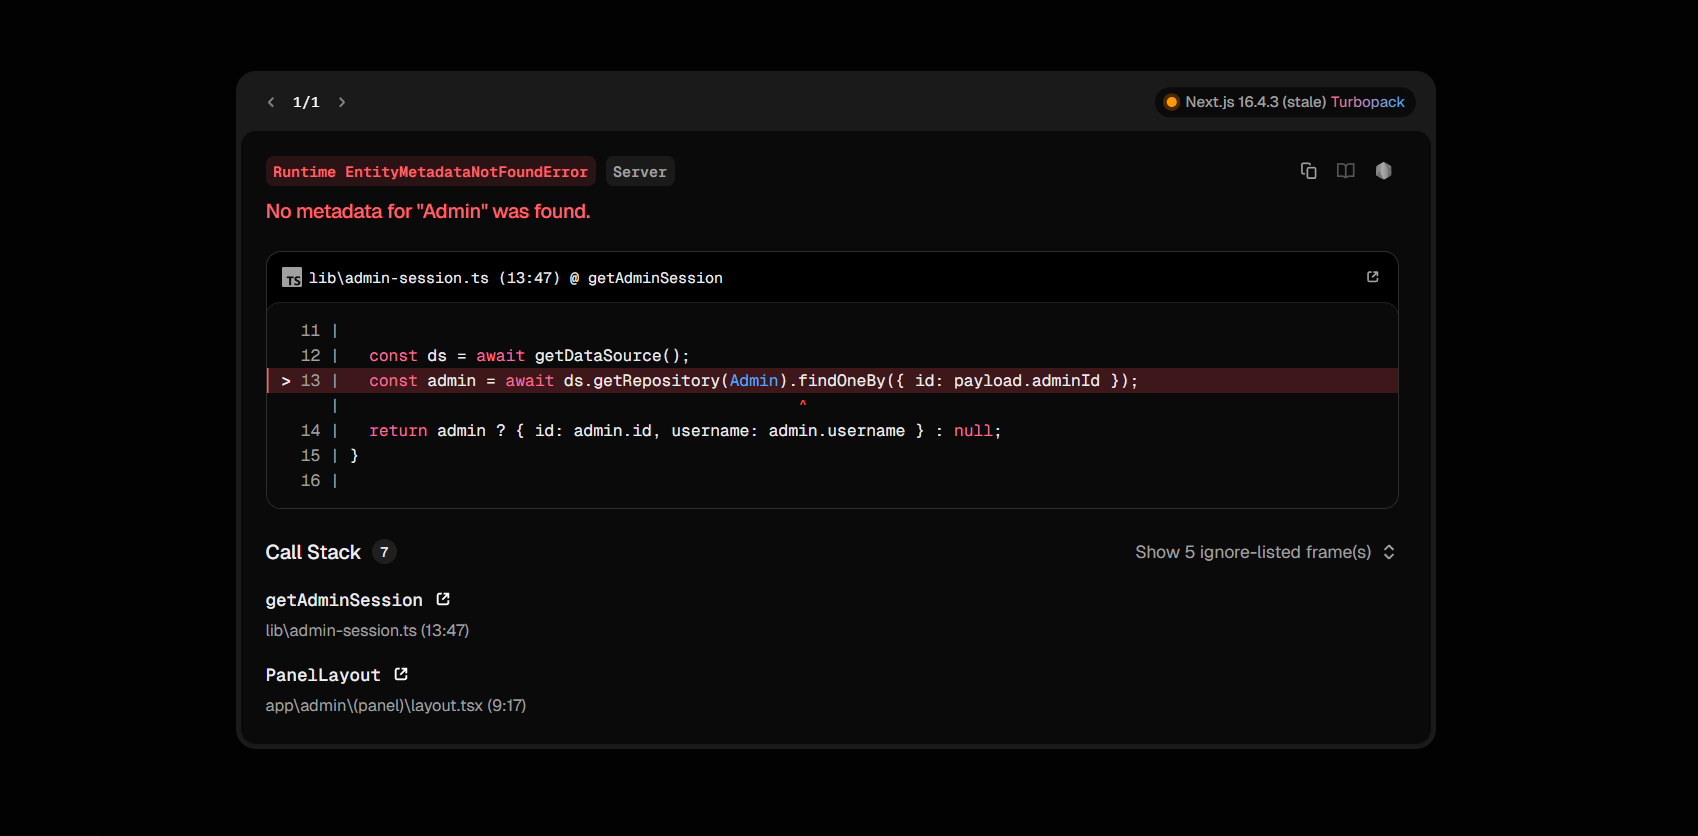 1/1
Next.js 16.4.3 (stale) Turbopack
Runtime EntityMetadataNotFoundError Server
No metadata for "Admin" was found.
TS lib\admin-session.ts (13:47) @ getAdminSession
11 |
12 |   const ds = await getDataSource();
> 13 |   const admin = await ds.getRepository(Admin).findOneBy({ id: payload.adminId });
|                                               ^
14 |   return admin ? { id: admin.id, username: admin.username } : null;
15 | }
16 |
Call Stack 7
Show 5 ignore-listed frame(s)
getAdminSession
lib\admin-session.ts (13:47)
PanelLayout
app\admin\(panel)\layout.tsx (9:17)